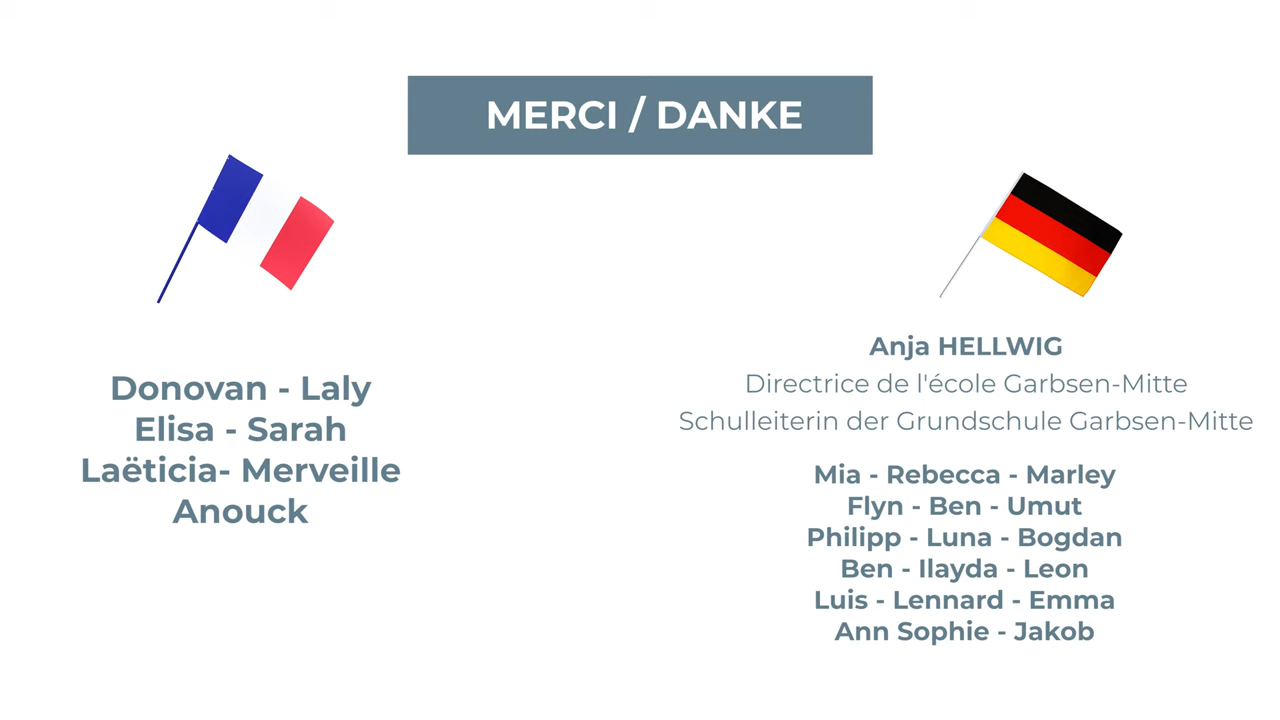 MERCI / DANKE
Donovan - Laly
Elisa - Sarah
Laëticia- Merveille
Anouck
Anja HELLWIG
Directrice de l'école Garbsen-Mitte
Schulleiterin der Grundschule Garbsen-Mitte
Mia - Rebecca - Marley
Flyn - Ben - Umut
Philipp - Luna - Bogdan
Ben - Ilayda - Leon
Luis - Lennard - Emma
Ann Sophie - Jakob